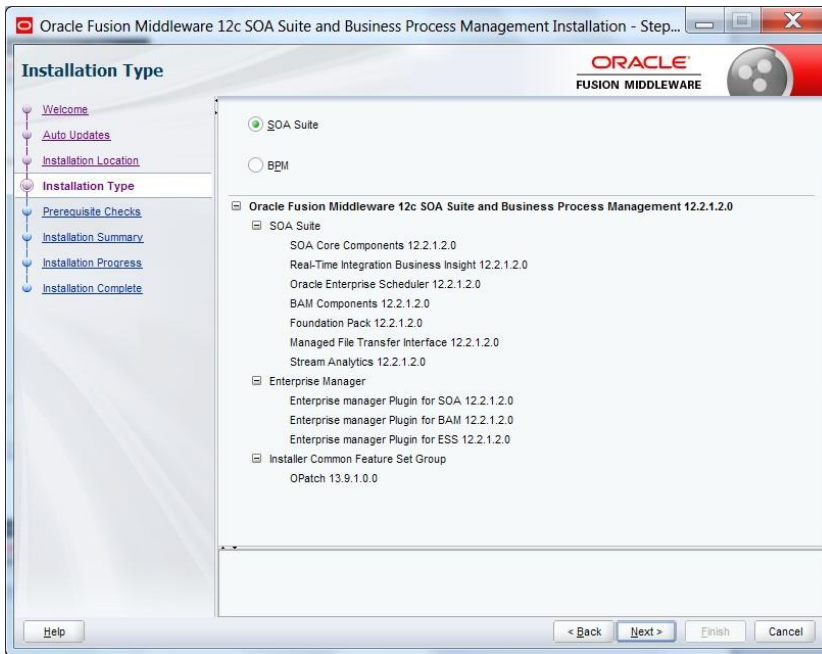 Oracle Fusion Middleware 12c SOA Suite and Business Process Management Installation - Step...
Installation Type
ORACLE
FUSION MIDDLEWARE
Welcome
Auto Updates
Installation Location
Installation Type
Prerequisite Checks
Installation Summary
Installation Progress
Installation Complete
SOA Suite
BPM
Oracle Fusion Middleware 12c SOA Suite and Business Process Management 12.2.1.2.0
SOA Suite
SOA Core Components 12.2.1.2.0
Real-Time Integration Business Insight 12.2.1.2.0
Oracle Enterprise Scheduler 12.2.1.2.0
BAM Components 12.2.1.2.0
Foundation Pack 12.2.1.2.0
Managed File Transfer Interface 12.2.1.2.0
Stream Analytics 12.2.1.2.0
Enterprise Manager
Enterprise manager Plugin for SOA 12.2.1.2.0
Enterprise manager Plugin for BAM 12.2.1.2.0
Enterprise manager Plugin for ESS 12.2.1.2.0
Installer Common Feature Set Group
OPatch 13.9.1.0.0
Help
< Back
Next >
Finish
Cancel